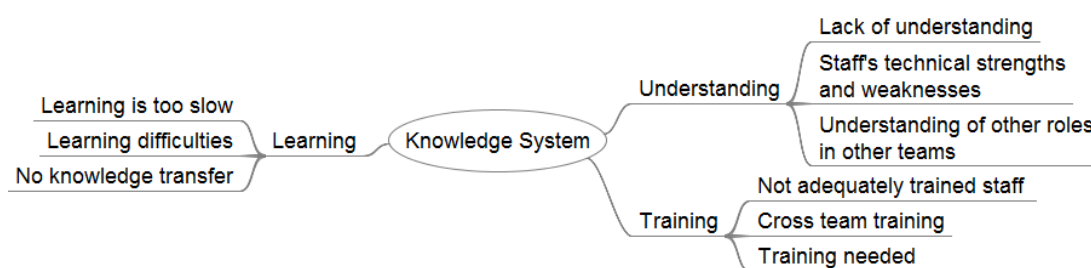 Lack of understanding
Staff's technical strengths
and weaknesses
Understanding
Understanding of other roles
in other teams
Learning is too slow
Learning difficulties
No knowledge transfer
Learning
Knowledge System
Not adequately trained staff
Training
Cross team training
Training needed